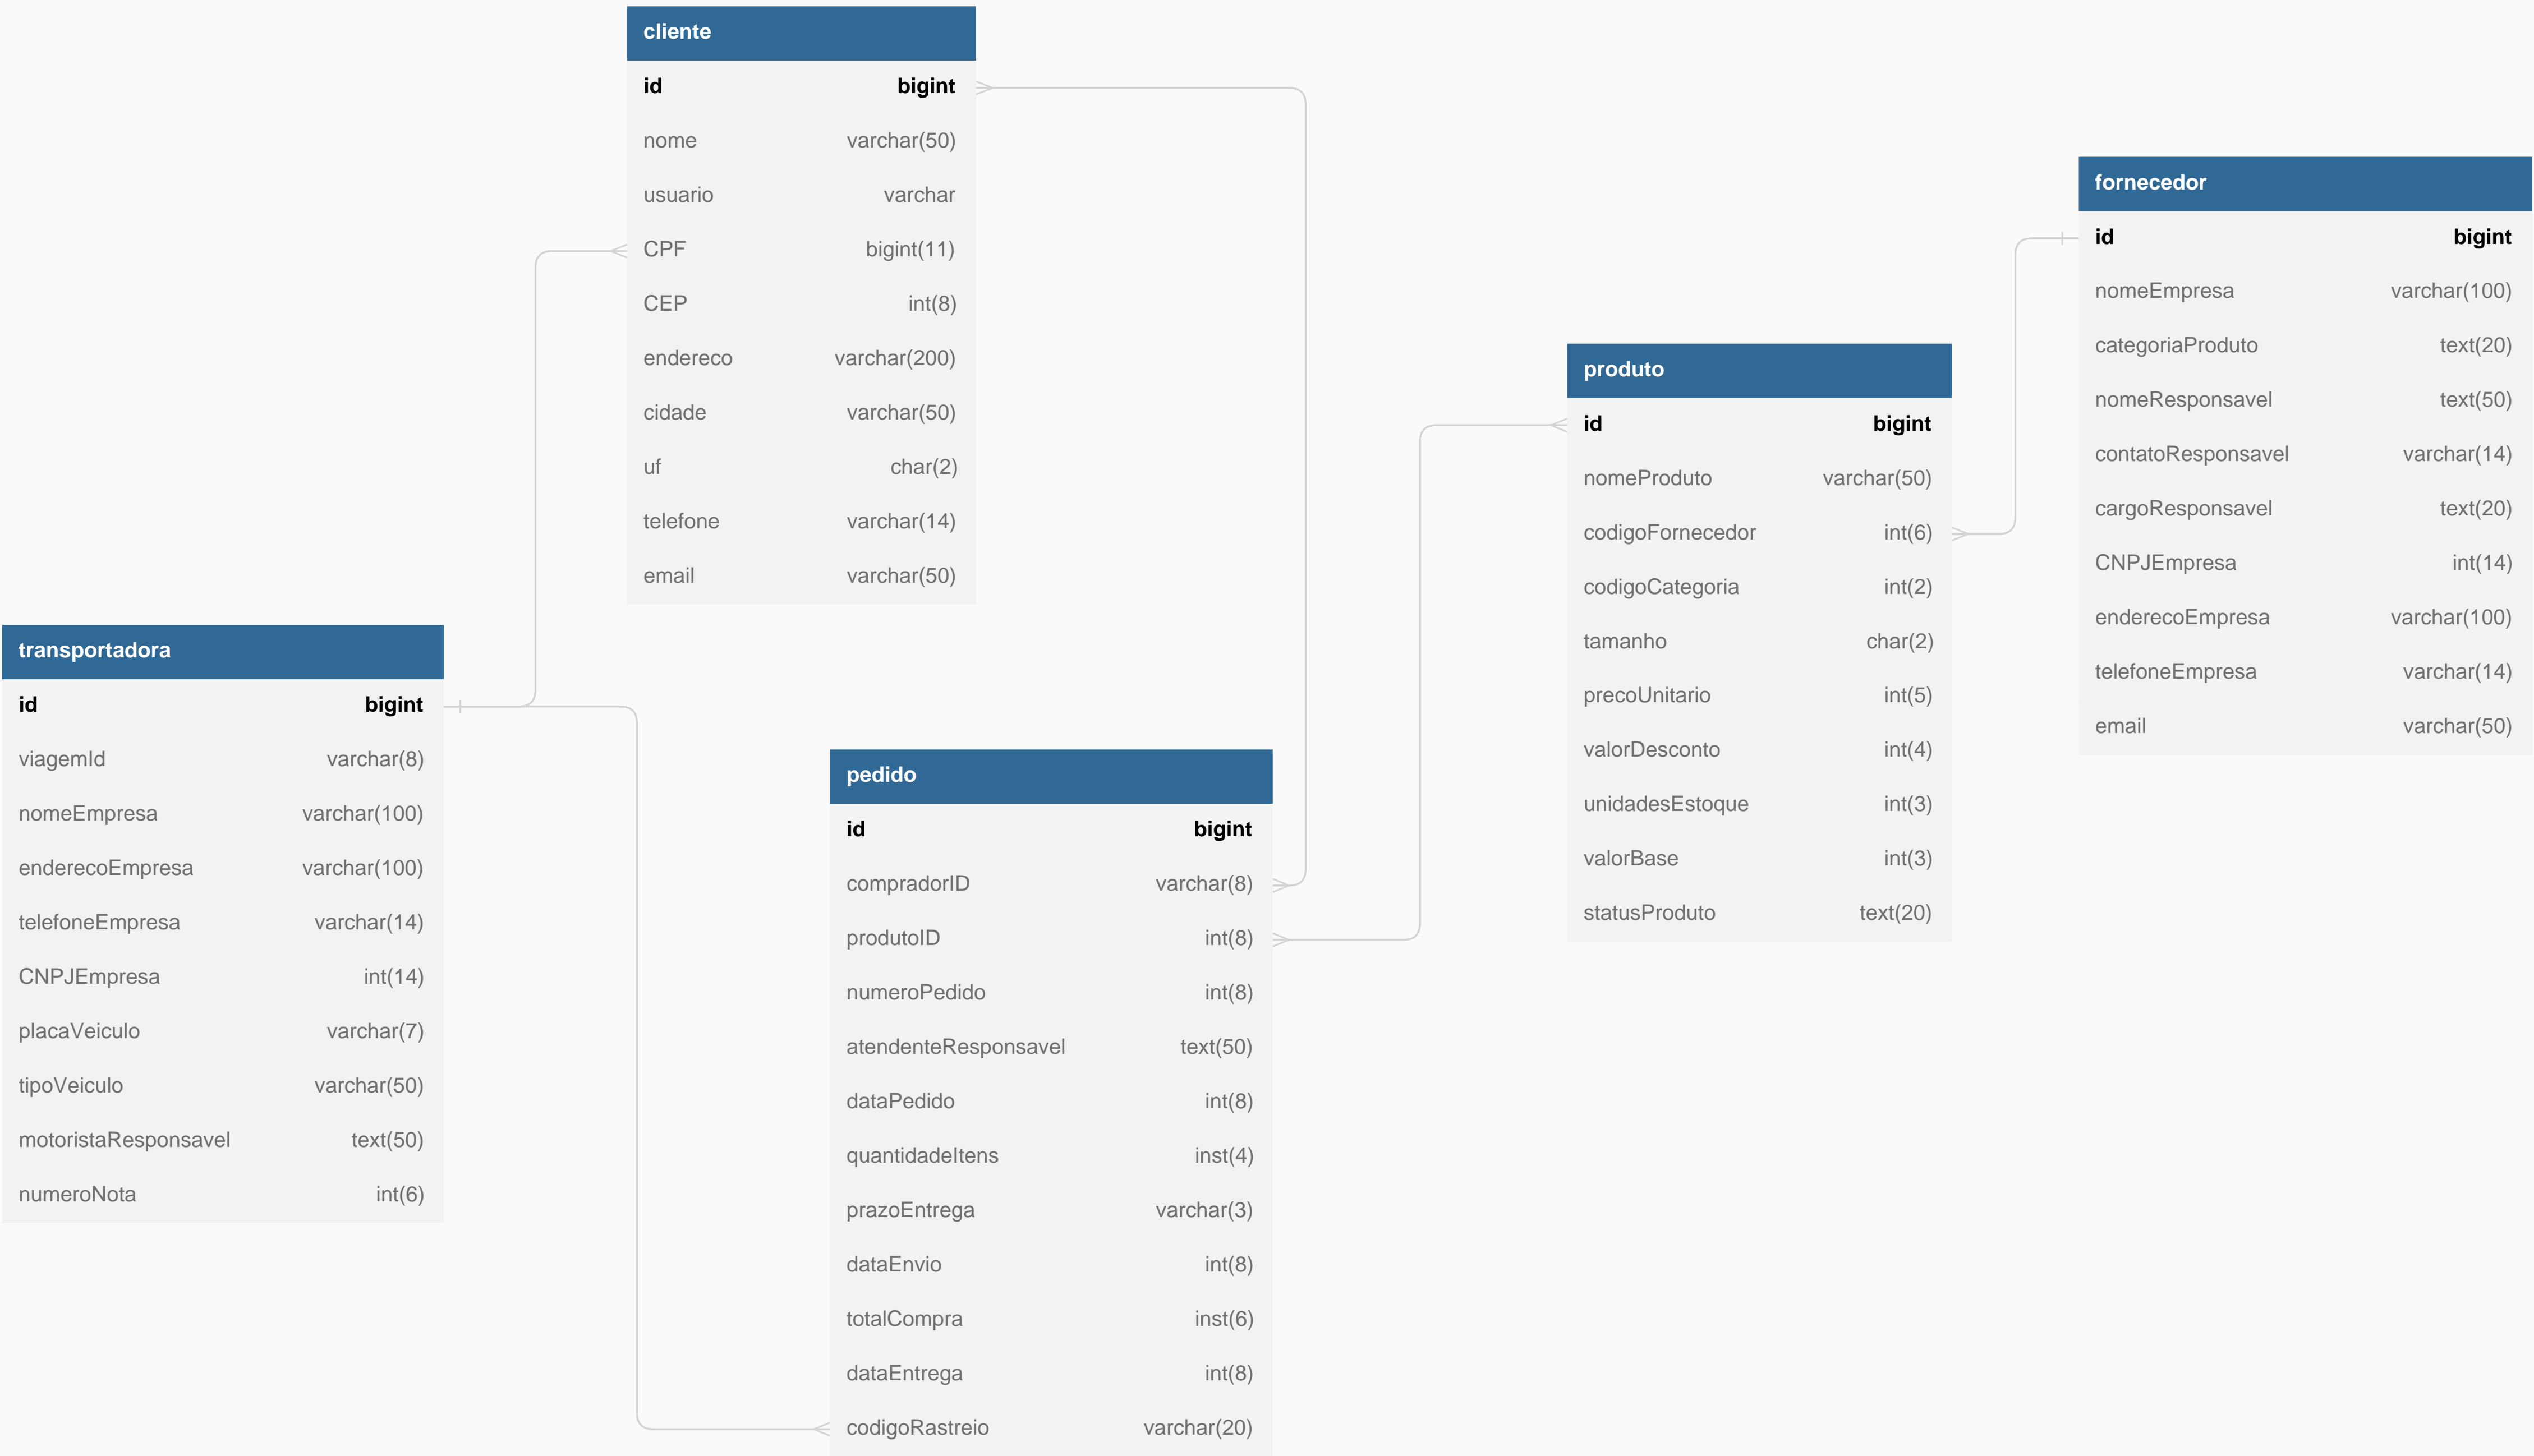 cliente
id bigint
nome varchar(50)
usuario varchar
CPF bigint(11)
CEP int(8)
endereco varchar(200)
cidade varchar(50)
uf char(2)
telefone varchar(14)
email varchar(50)
fornecedor
id bigint
nomeEmpresa varchar(100)
categoriaProduto text(20)
nomeResponsavel text(50)
contatoResponsavel varchar(14)
cargoResponsavel text(20)
CNPJEmpresa int(14)
enderecoEmpresa varchar(100)
telefoneEmpresa varchar(14)
email varchar(50)
produto
id bigint
nomeProduto varchar(50)
codigoFornecedor int(6)
codigoCategoria int(2)
tamanho char(2)
precoUnitario int(5)
valorDesconto int(4)
unidadesEstoque int(3)
valorBase int(3)
statusProduto text(20)
transportadora
id bigint
viagemId varchar(8)
nomeEmpresa varchar(100)
enderecoEmpresa varchar(100)
telefoneEmpresa varchar(14)
CNPJEmpresa int(14)
placaVeiculo varchar(7)
tipoVeiculo varchar(50)
motoristaResponsavel text(50)
numeroNota int(6)
pedido
id bigint
compradorID varchar(8)
produtoID int(8)
numeroPedido int(8)
atendenteResponsavel text(50)
dataPedido int(8)
quantidadeItens inst(4)
prazoEntrega varchar(3)
dataEnvio int(8)
totalCompra inst(6)
dataEntrega int(8)
codigoRastreio varchar(20)